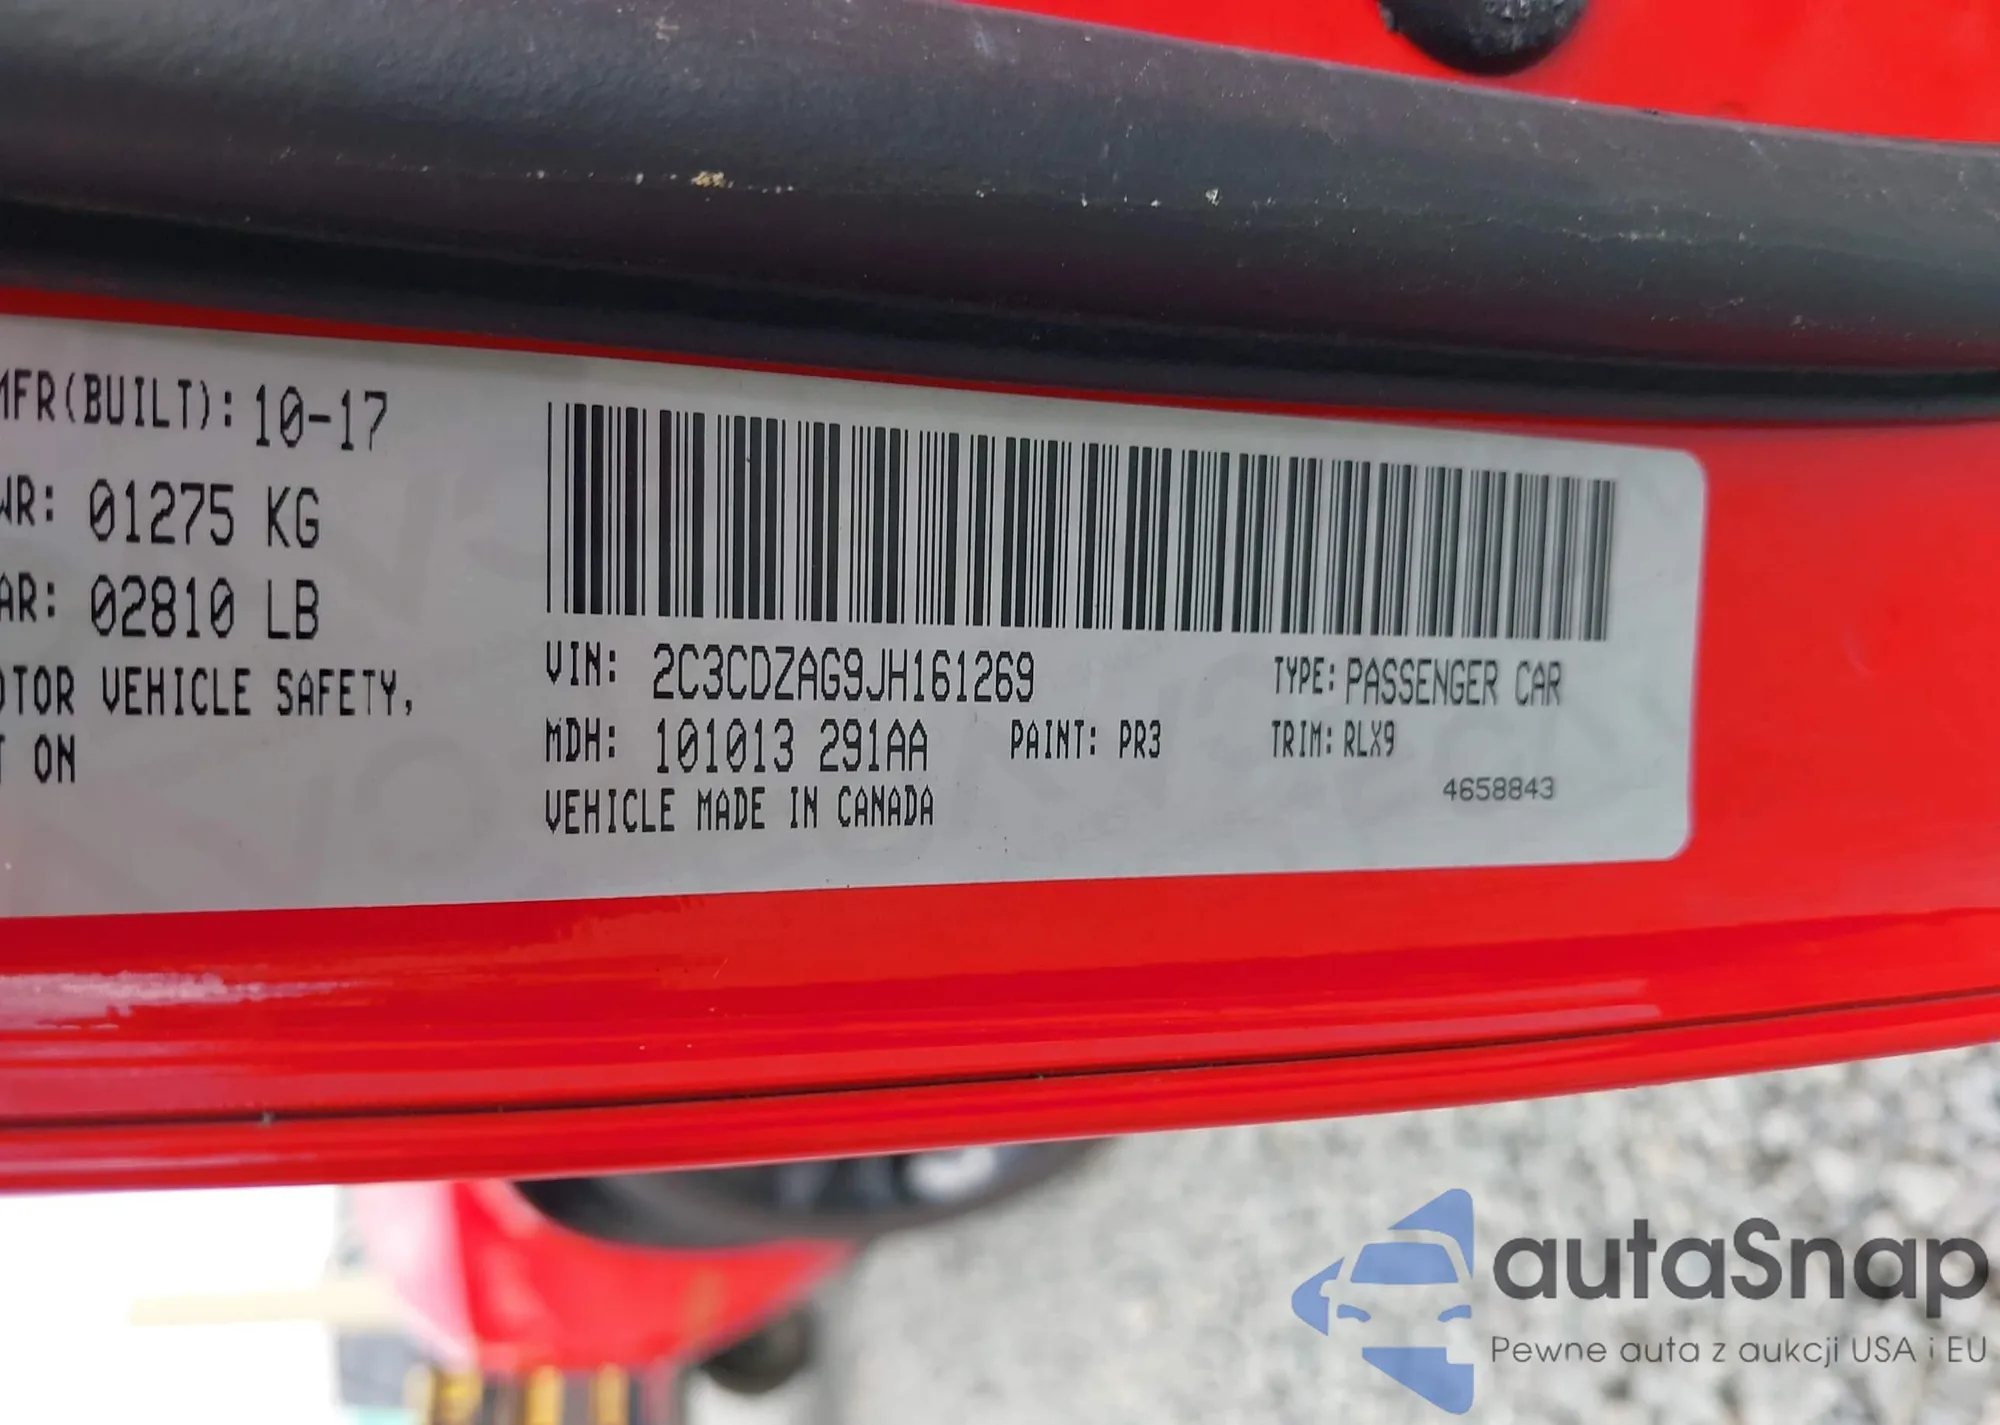 MFR(BUILT): 10-17
WR: 01275 KG
AR: 02810 LB
OTOR VEHICLE SAFETY,
T ON
VIN: 2C3CDZAG9JH161269
TYPE: PASSENGER CAR
MDH: 101013 291AA
PAINT: PR3
TRIM: RLX9
VEHICLE MADE IN CANADA
4658843
autaSnap
Pewne auta z aukcji USA i EU